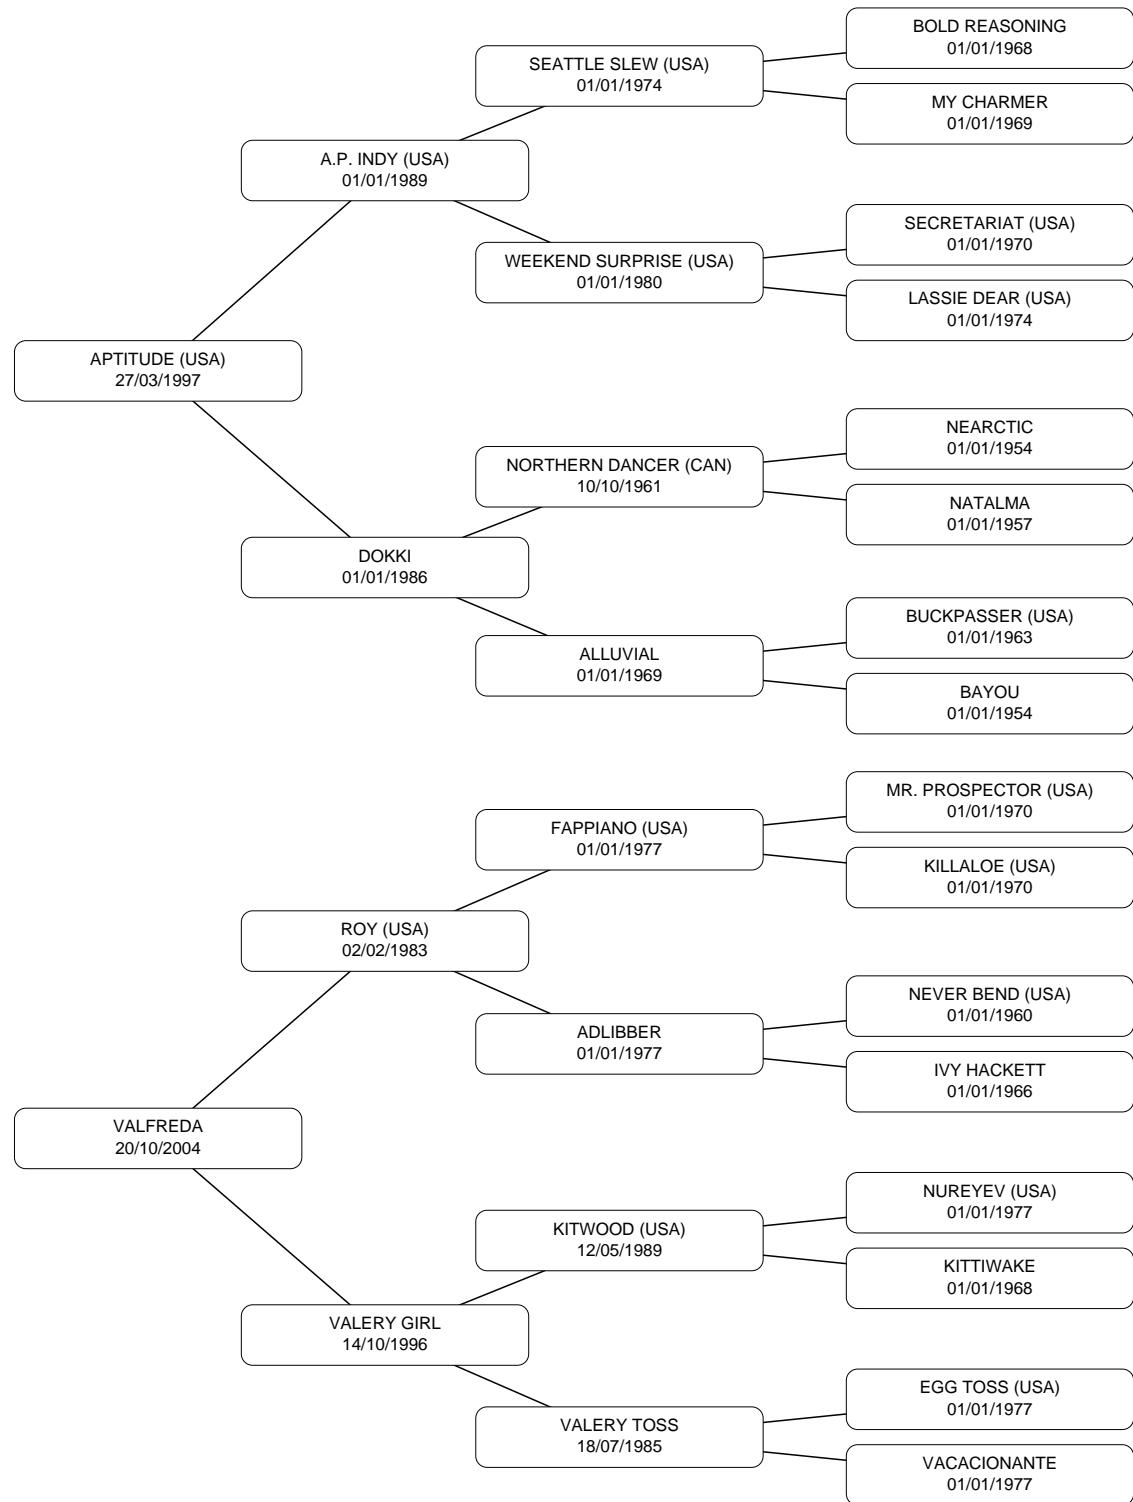 BOLD REASONING
01/01/1968
SEATTLE SLEW (USA)
01/01/1974
MY CHARMER
01/01/1969
A.P. INDY (USA)
01/01/1989
SECRETARIAT (USA)
01/01/1970
WEEKEND SURPRISE (USA)
01/01/1980
LASSIE DEAR (USA)
01/01/1974
APTITUDE (USA)
27/03/1997
NEARCTIC
01/01/1954
NORTHERN DANCER (CAN)
10/10/1961
NATALMA
01/01/1957
DOKKI
01/01/1986
BUCKPASSER (USA)
01/01/1963
ALLUVIAL
01/01/1969
BAYOU
01/01/1954
MR. PROSPECTOR (USA)
01/01/1970
FAPPIANO (USA)
01/01/1977
KILLALOE (USA)
01/01/1970
ROY (USA)
02/02/1983
NEVER BEND (USA)
01/01/1960
ADLIBBER
01/01/1977
IVY HACKETT
01/01/1966
VALFREDA
20/10/2004
NUREYEV (USA)
01/01/1977
KITWOOD (USA)
12/05/1989
KITTIWAKE
01/01/1968
VALERY GIRL
14/10/1996
EGG TOSS (USA)
01/01/1977
VALERY TOSS
18/07/1985
VACACIONANTE
01/01/1977